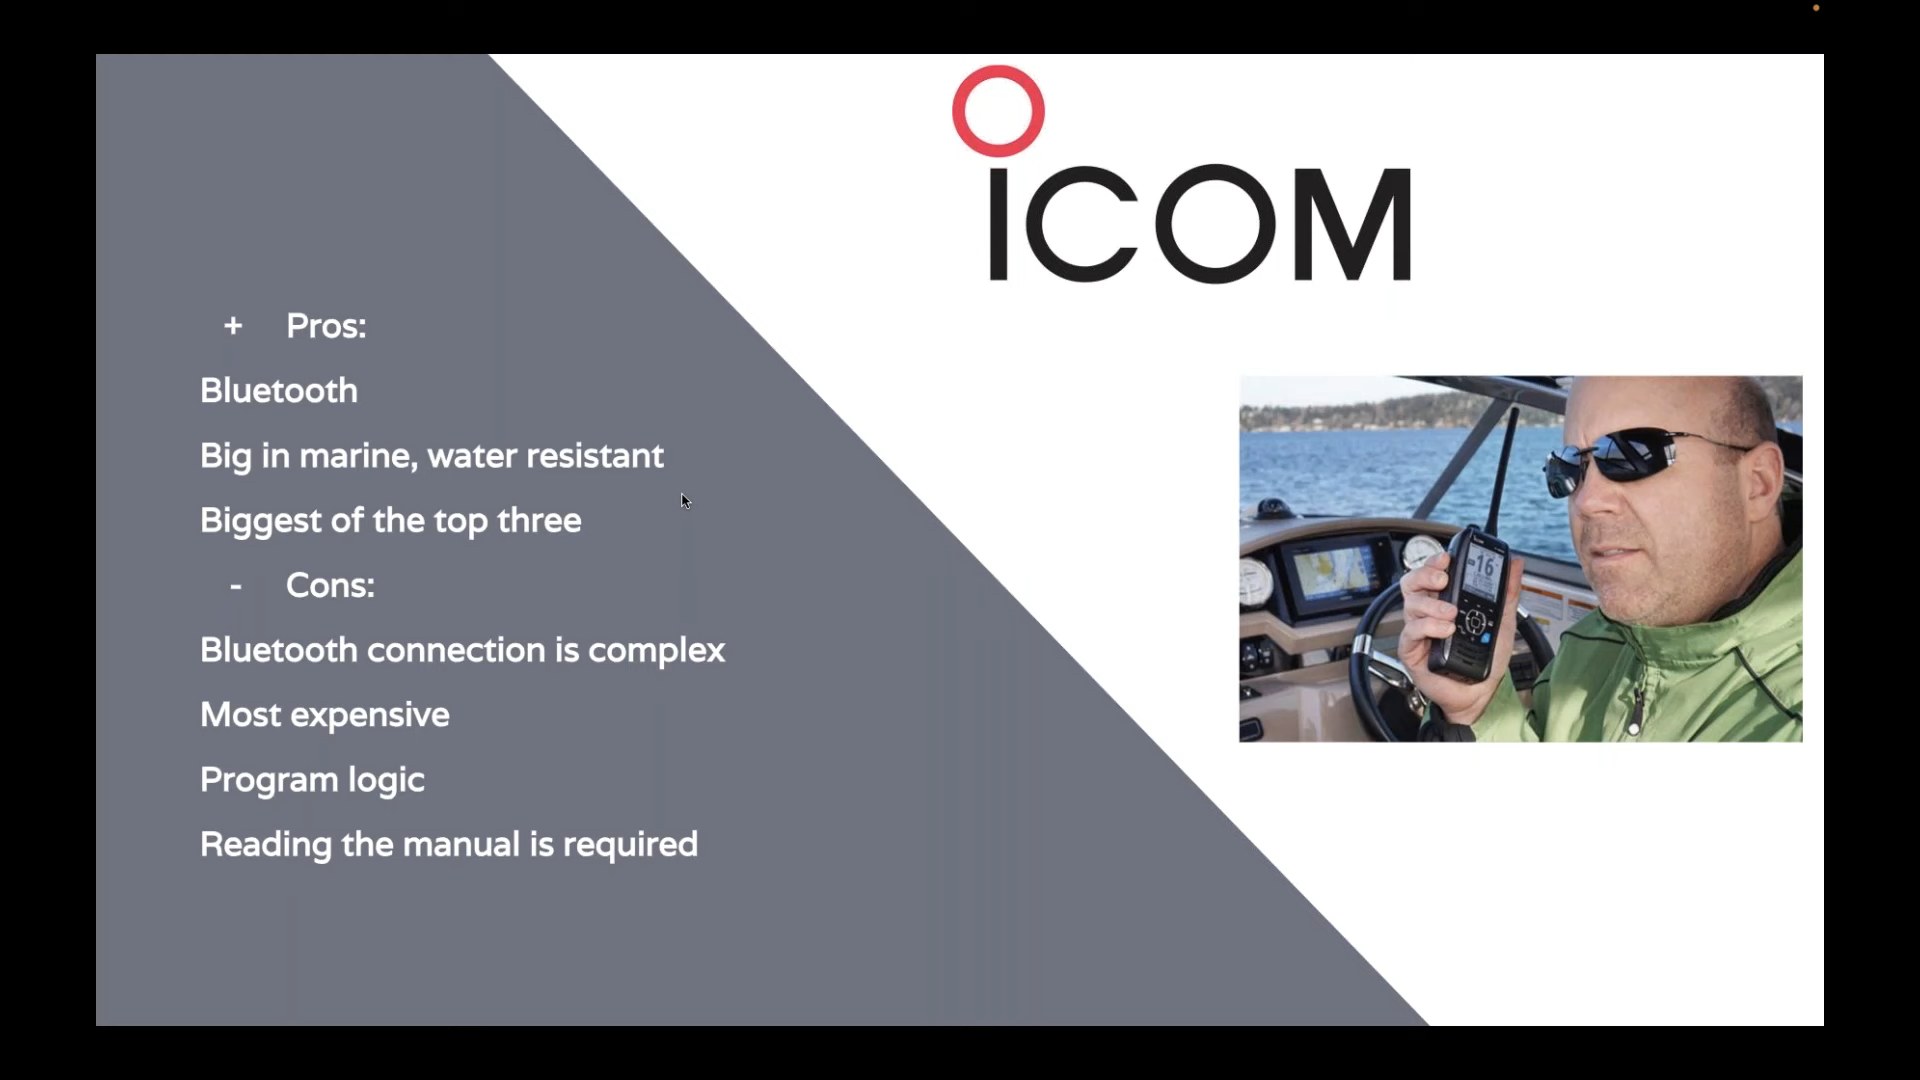 ICOM
+ Pros:
Bluetooth
Big in marine, water resistant
Biggest of the top three
- Cons:
Bluetooth connection is complex
Most expensive
Program logic
Reading the manual is required
16